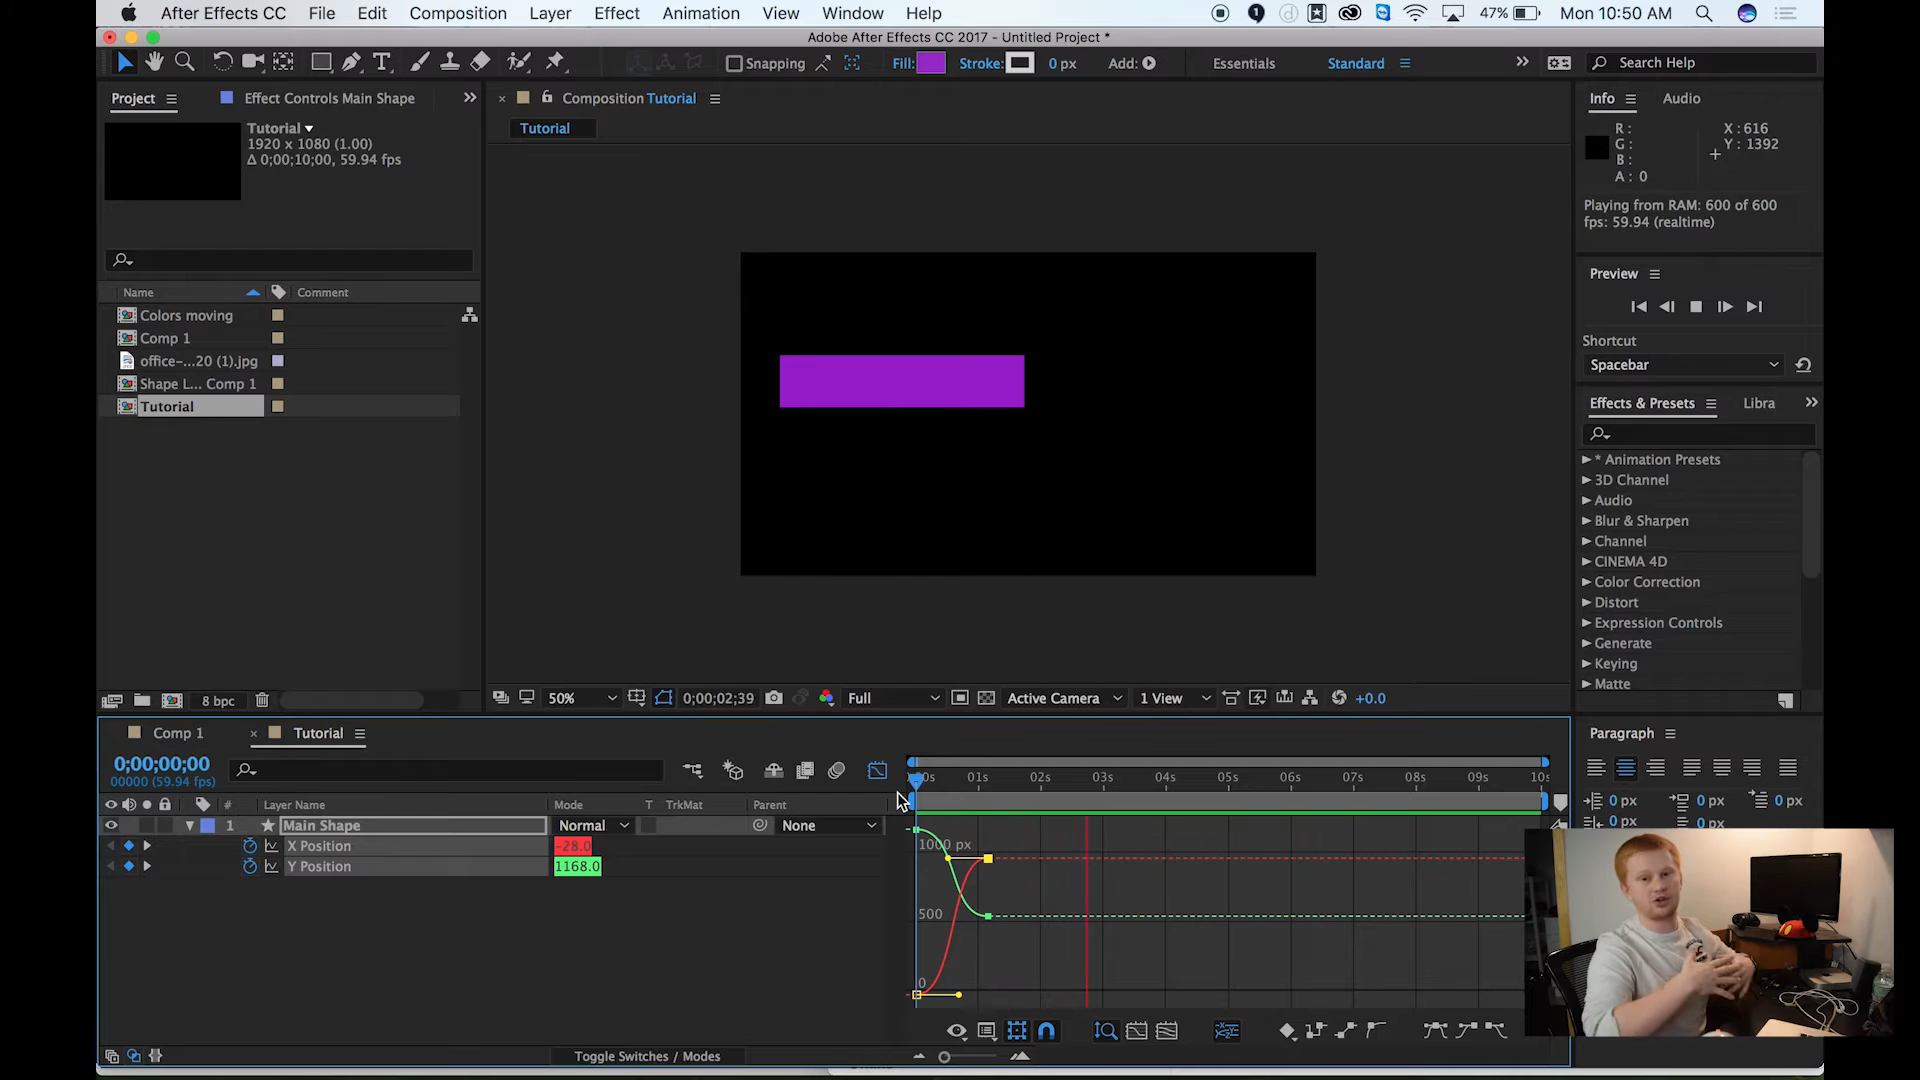 After Effects CC File Edit Composition Layer Effect Animation View Window Help 47% Mon 10:50 AM
Adobe After Effects CC 2017 - Untitled Project *
Snapping Fill: Stroke: 0 px Add: Essentials Standard Search Help
Project Effect Controls Main Shape
Composition Tutorial
Info Audio
Tutorial
1920 x 1080 (1.00)
Δ 0;00;10;00, 59.94 fps
Tutorial
R:
G:
B:
A: 0
X: 616
Y: 1392
Playing from RAM: 600 of 600
fps: 59.94 (realtime)
Preview
Shortcut
Spacebar
Name Comment
Colors moving
Comp 1
office-...20 (1).jpg
Shape L... Comp 1
Tutorial
Effects & Presets Libra
* Animation Presets
3D Channel
Audio
Blur & Sharpen
Channel
CINEMA 4D
Color Correction
Distort
Expression Controls
Generate
Keying
Matte
8 bpc
50% 0;00;02;39 Full Active Camera 1 View +0.0
Comp 1 Tutorial
0;00;00;00
00000 (59.94 fps)
01s 02s 03s 04s 05s 06s 07s 08s 09s
# Layer Name Mode T TrkMat Parent
1 Main Shape Normal None
X Position -28.0
Y Position 1168.0
1000 px
500
0
Toggle Switches / Modes
Paragraph
0 px 0 px 0 px
0 px 0 px